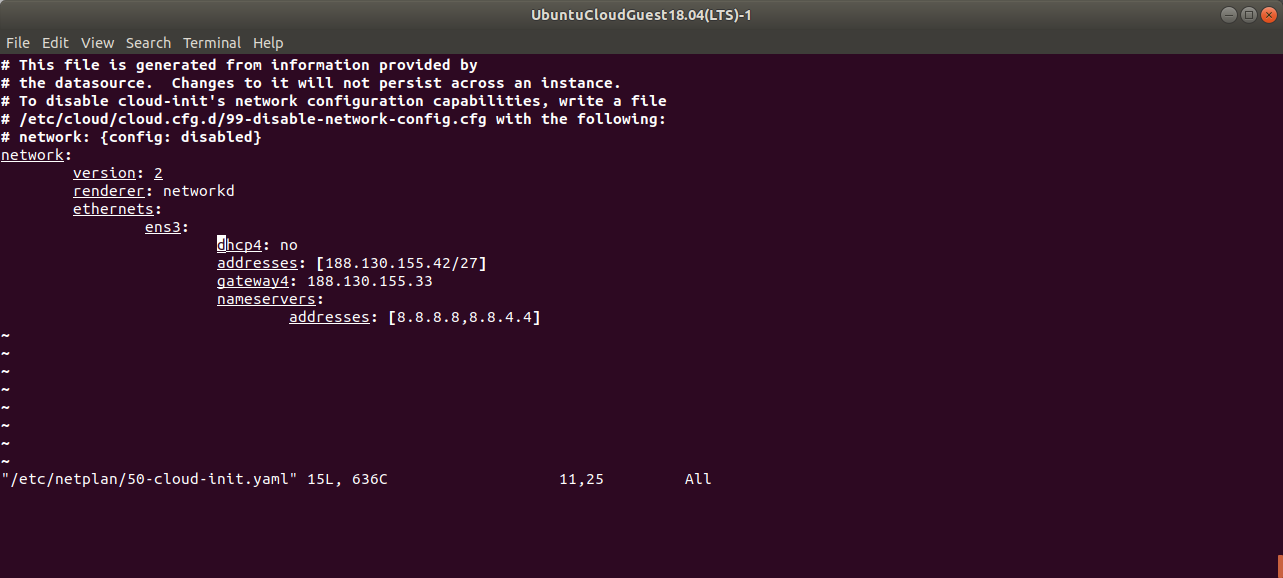 UbuntuCloudGuest18.04(LTS)-1
File Edit View Search Terminal Help
# This file is generated from information provided by
# the datasource.  Changes to it will not persist across an instance.
# To disable cloud-init's network configuration capabilities, write a file
# /etc/cloud/cloud.cfg.d/99-disable-network-config.cfg with the following:
# network: {config: disabled}
network:
        version: 2
        renderer: networkd
        ethernets:
                ens3:
                        dhcp4: no
                        addresses: [188.130.155.42/27]
                        gateway4: 188.130.155.33
                        nameservers:
                                addresses: [8.8.8.8,8.8.4.4]
~
~
~
~
~
~
~
~
"/etc/netplan/50-cloud-init.yaml" 15L, 636C                   11,25         All